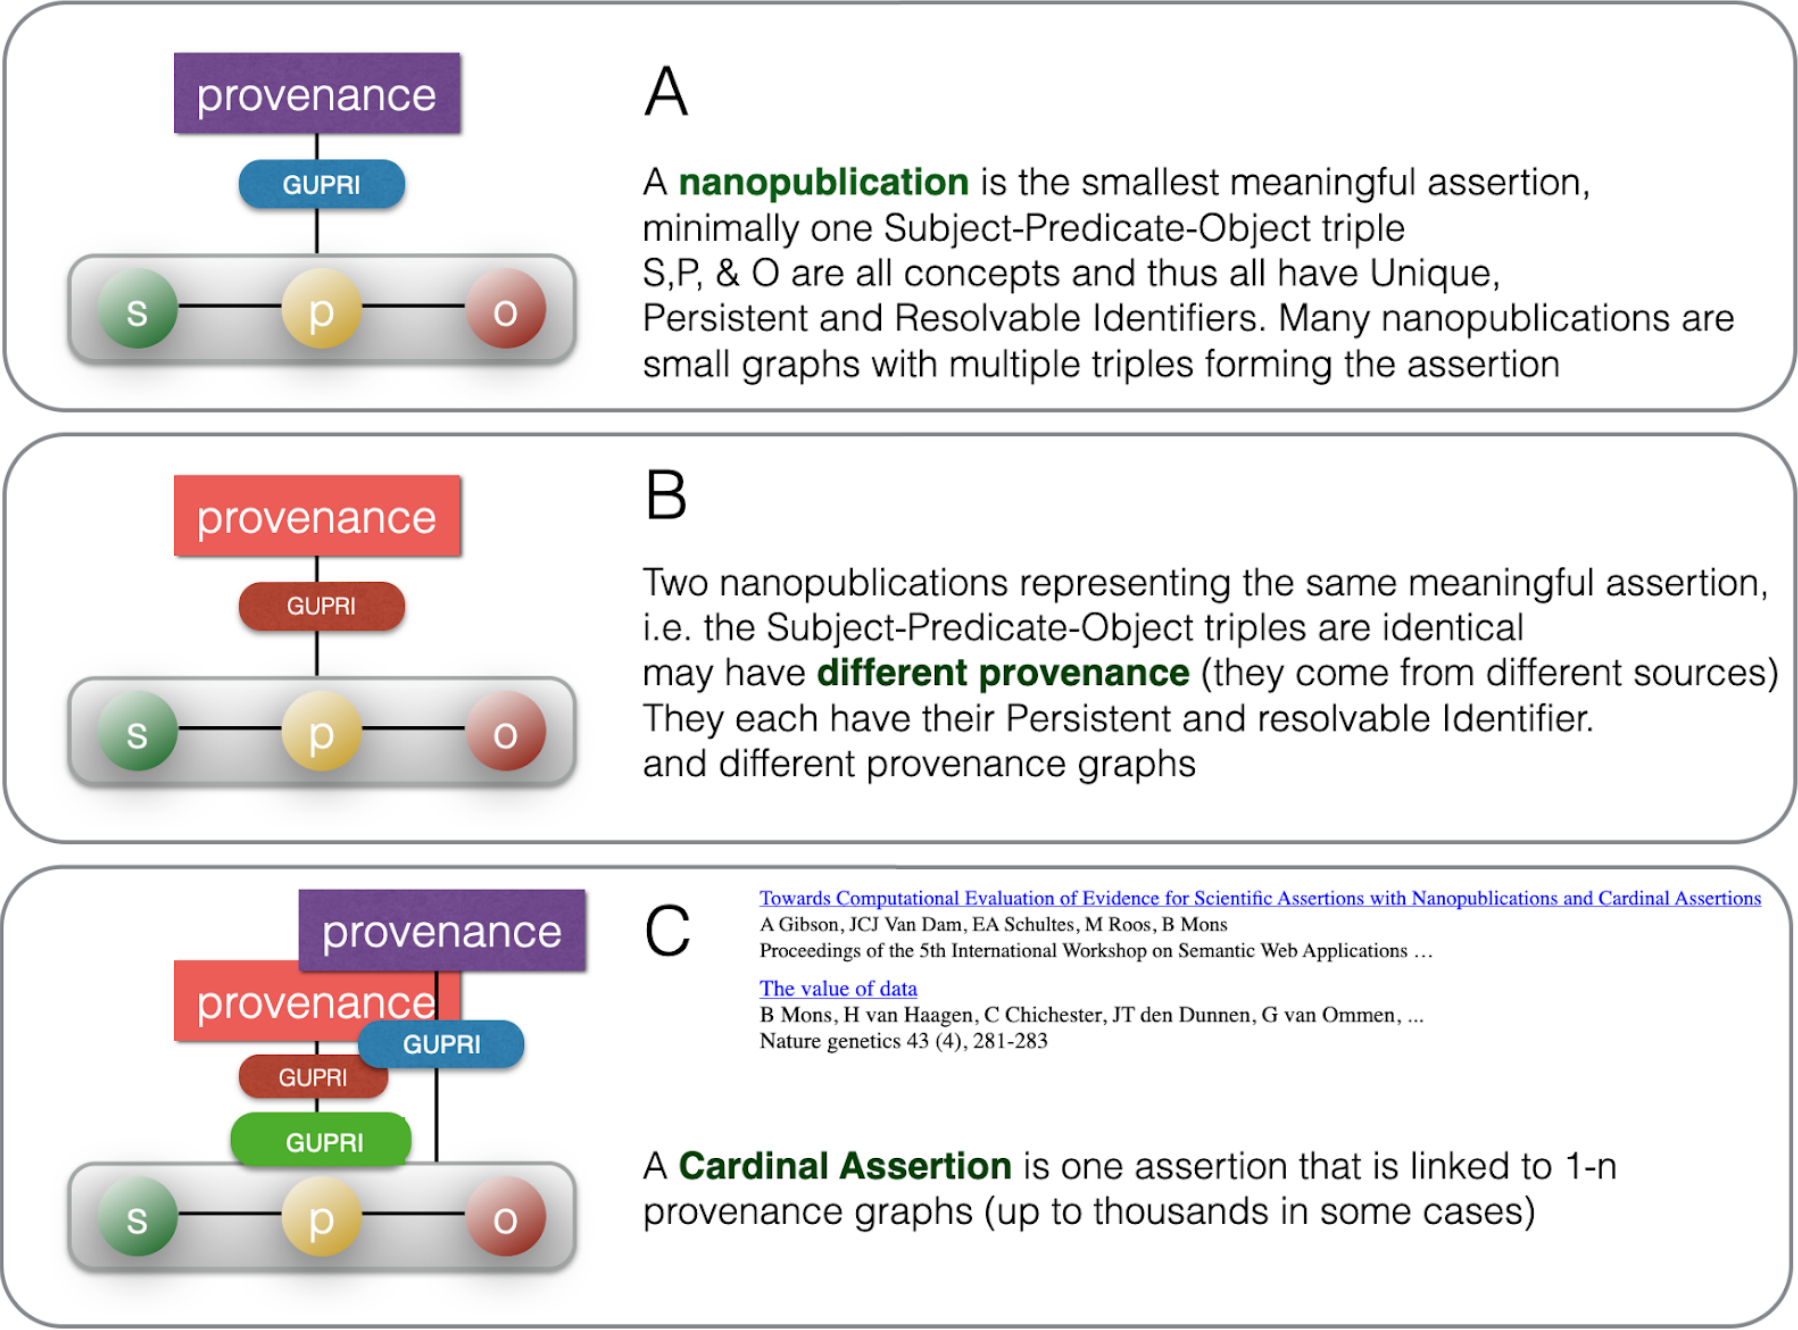 provenance
GUPRI
s
p
o
A
A nanopublication is the smallest meaningful assertion,
minimally one Subject-Predicate-Object triple
S,P, & O are all concepts and thus all have Unique,
Persistent and Resolvable Identifiers. Many nanopublications are
small graphs with multiple triples forming the assertion
provenance
GUPRI
s
p
o
B
Two nanopublications representing the same meaningful assertion,
i.e. the Subject-Predicate-Object triples are identical
may have different provenance (they come from different sources)
They each have their Persistent and resolvable Identifier.
and different provenance graphs
provenance
provenance
GUPRI
GUPRI
GUPRI
s
p
o
C
Towards Computational Evaluation of Evidence for Scientific Assertions with Nanopublications and Cardinal Assertions
A Gibson, JCJ Van Dam, EA Schultes, M Roos, B Mons
Proceedings of the 5th International Workshop on Semantic Web Applications …
The value of data
B Mons, H van Haagen, C Chichester, JT den Dunnen, G van Ommen, ...
Nature genetics 43 (4), 281-283
A Cardinal Assertion is one assertion that is linked to 1-n
provenance graphs (up to thousands in some cases)